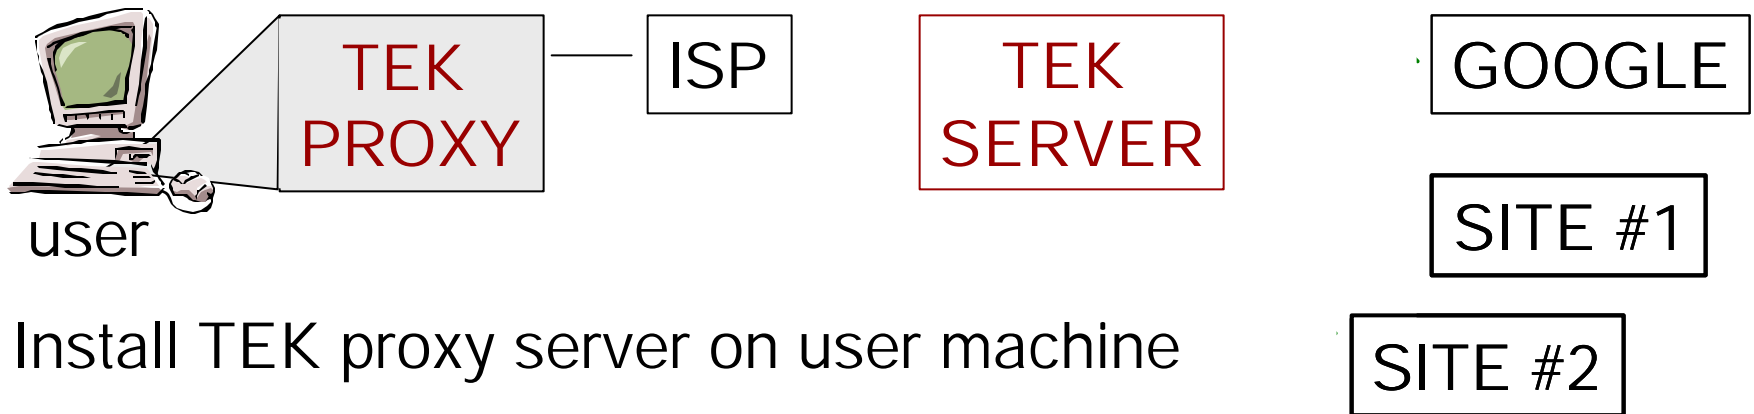 TEK
PROXY
ISP
TEK
SERVER
GOOGLE
SITE #1
user
Install TEK proxy server on user machine
SITE #2